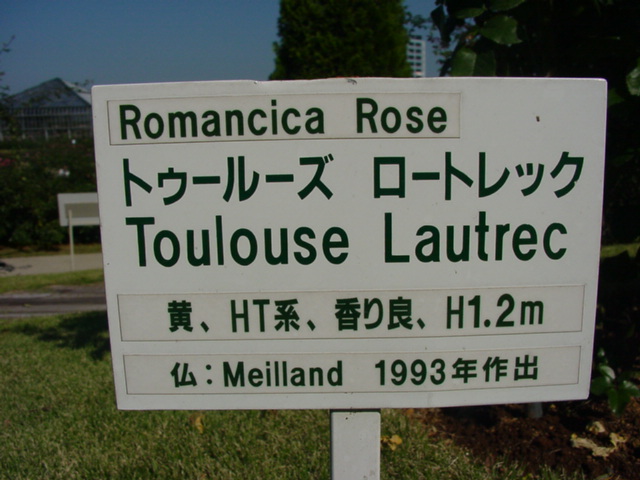 Romancica Rose
トゥールーズ ロートレック
Toulouse Lautrec
黄、HT系、香り良、H1.2m
仏：Meilland 1993年作出